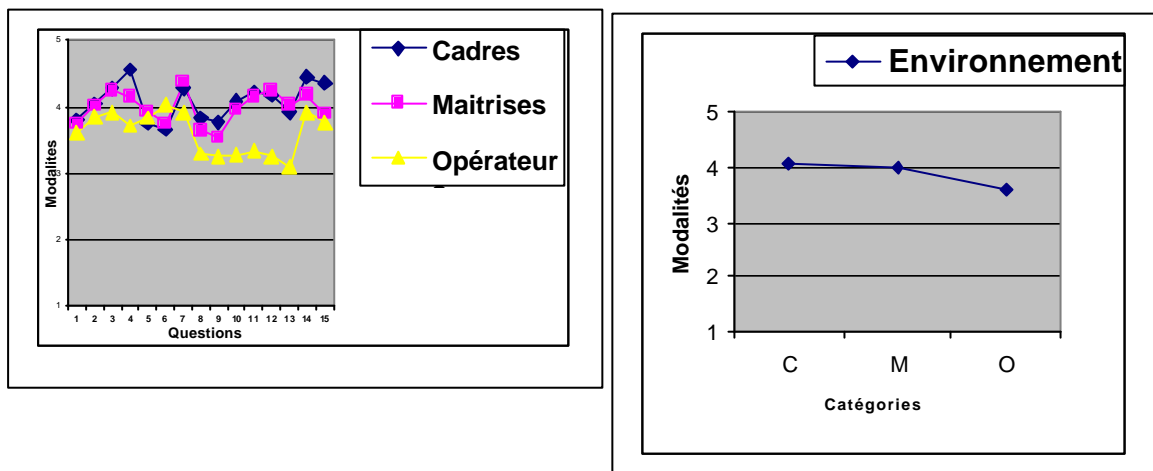 5
4
3
2
1
Modalites
1 2 3 4 5 6 7 8 9 10 11 12 13 14 15
Questions
Cadres
Maitrises
Opérateur
Environnement
5
4
3
2
1
Modalités
C M O
Catégories